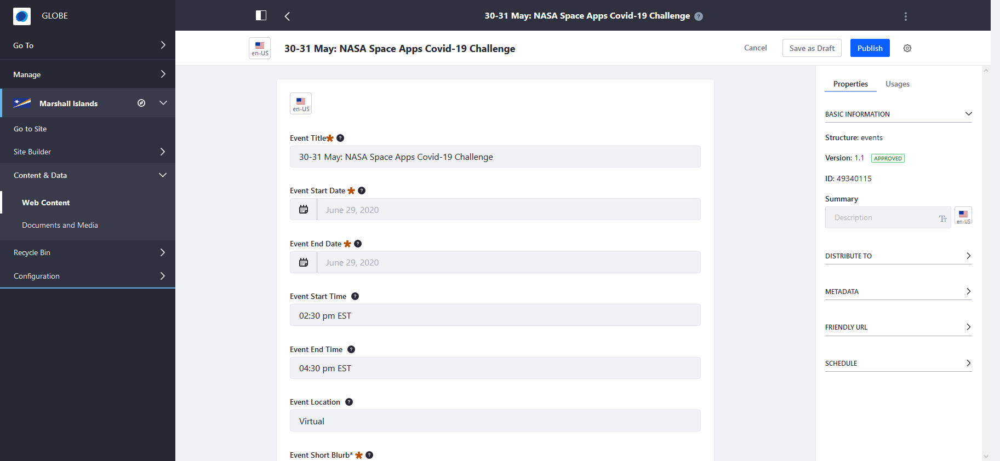 GLOBE
Go To
Manage
Marshall Islands
Go to Site
Site Builder
Content & Data
Web Content
Documents and Media
Recycle Bin
Configuration
30-31 May: NASA Space Apps Covid-19 Challenge ?
en-US
30-31 May: NASA Space Apps Covid-19 Challenge
Cancel
Save as Draft
Publish
en-US
Event Title* ?
30-31 May: NASA Space Apps Covid-19 Challenge
Event Start Date * ?
June 29, 2020
Event End Date * ?
June 29, 2020
Event Start Time ?
02:30 pm EST
Event End Time ?
04:30 pm EST
Event Location ?
Virtual
Event Short Blurb* * ?
Properties
Usages
BASIC INFORMATION
Structure: events
Version: 1.1 APPROVED
ID: 49340115
Summary
Description
en-US
DISTRIBUTE TO
METADATA
FRIENDLY URL
SCHEDULE